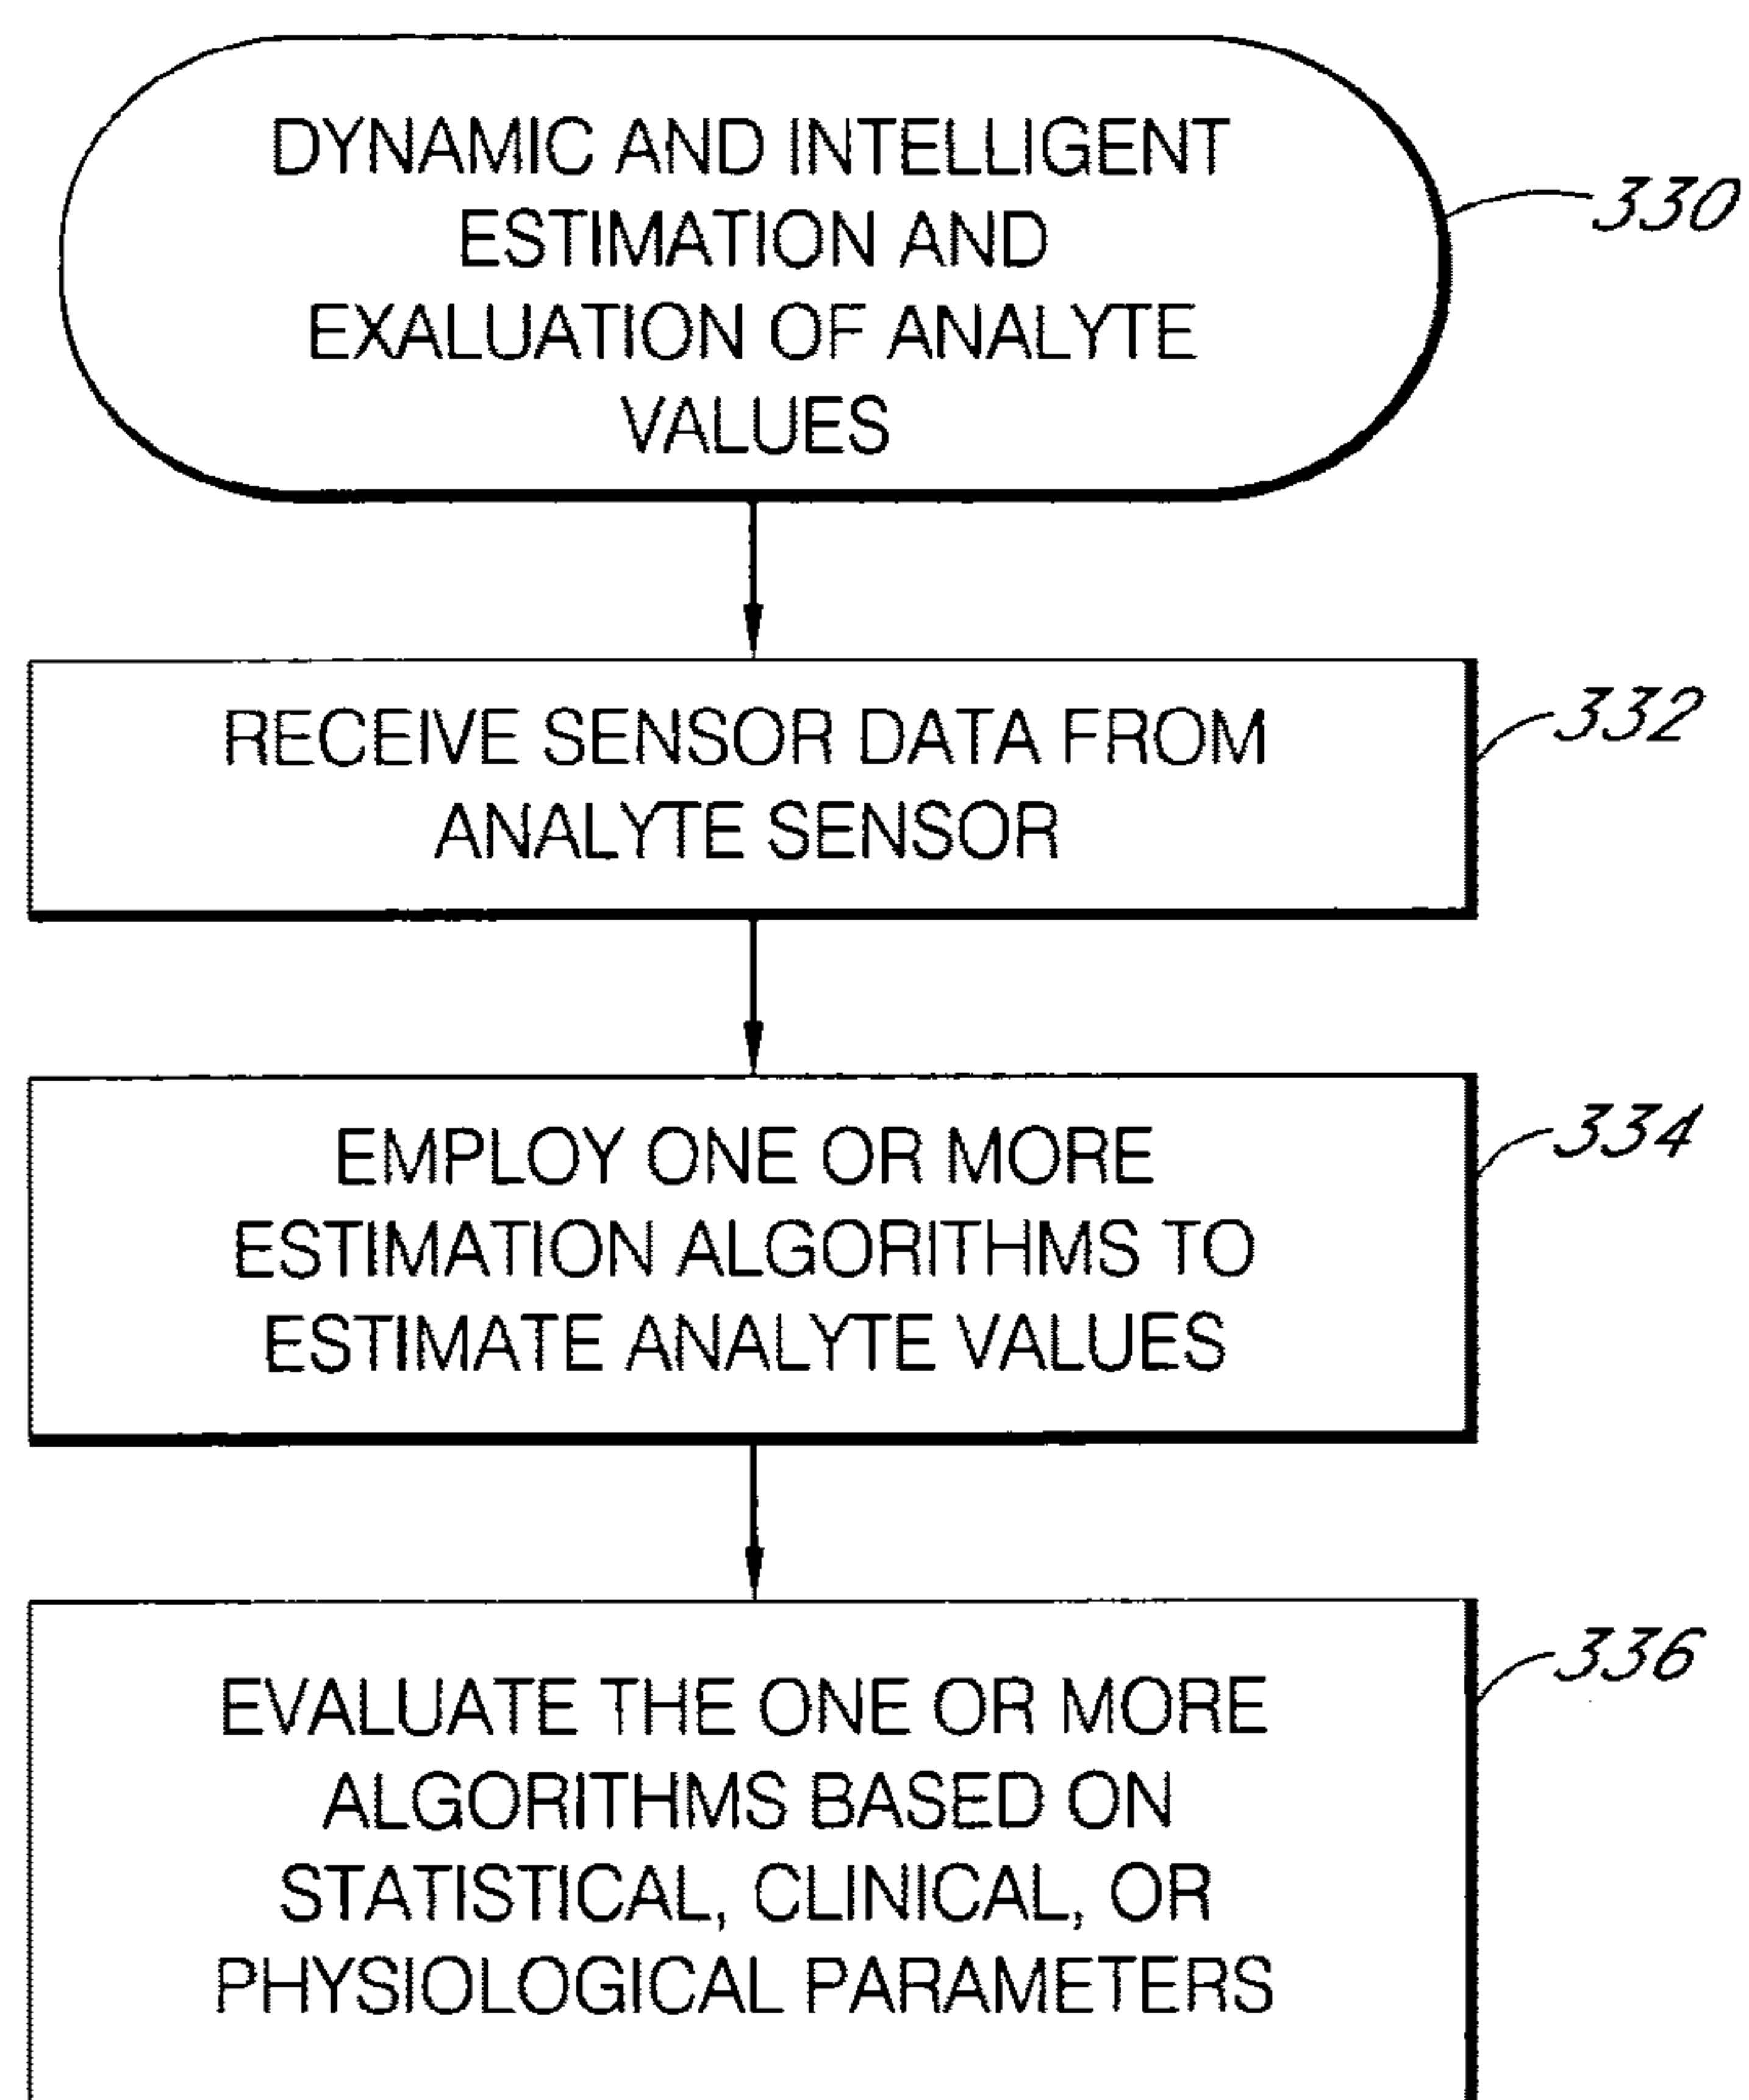 DYNAMIC AND INTELLIGENT
ESTIMATION AND
EXALUATION OF ANALYTE
VALUES
330
RECEIVE SENSOR DATA FROM
ANALYTE SENSOR
332
EMPLOY ONE OR MORE
ESTIMATION ALGORITHMS TO
ESTIMATE ANALYTE VALUES
334
EVALUATE THE ONE OR MORE
ALGORITHMS BASED ON
STATISTICAL, CLINICAL, OR
PHYSIOLOGICAL PARAMETERS
336